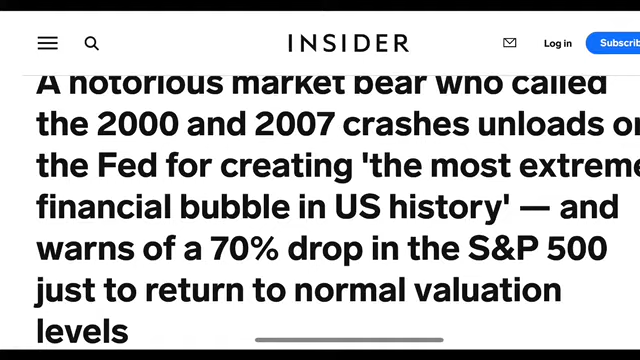 INSIDER
Log in
Subscrib
A notorious market bear who called
the 2000 and 2007 crashes unloads o
the Fed for creating 'the most extreme
financial bubble in US history' — and
warns of a 70% drop in the S&P 500
just to return to normal valuation
levels